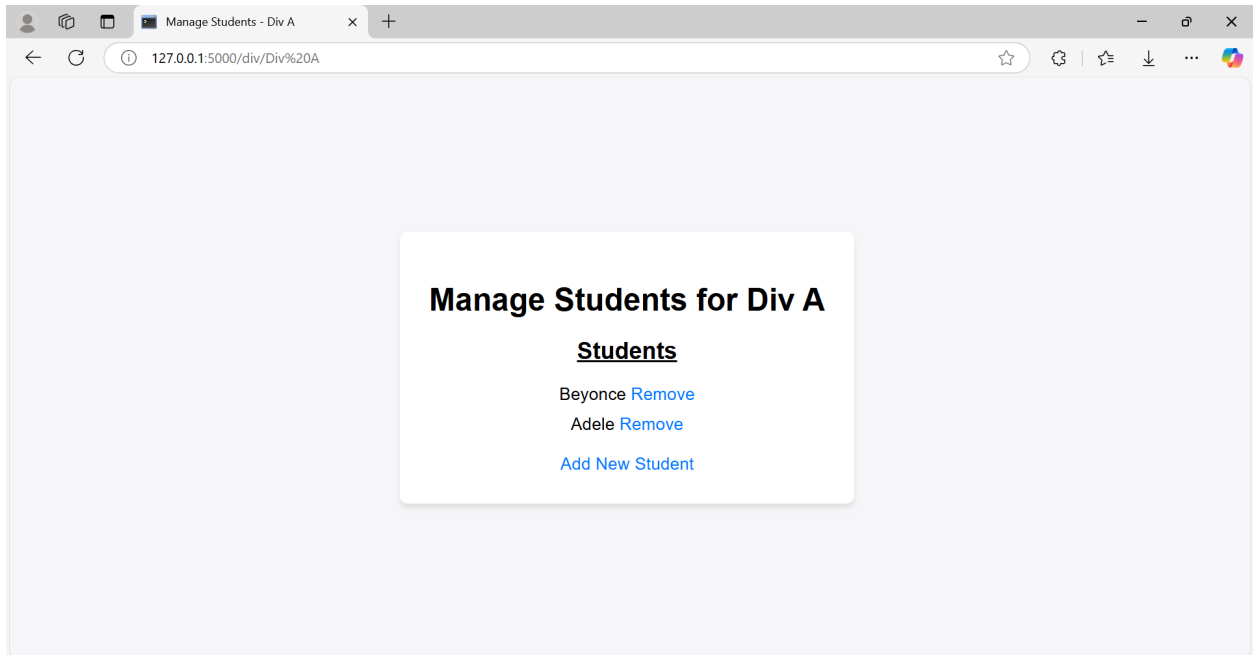 Manage Students - Div A
127.0.0.1:5000/div/Div%20A
Manage Students for Div A
Students
Beyonce Remove
Adele Remove
Add New Student